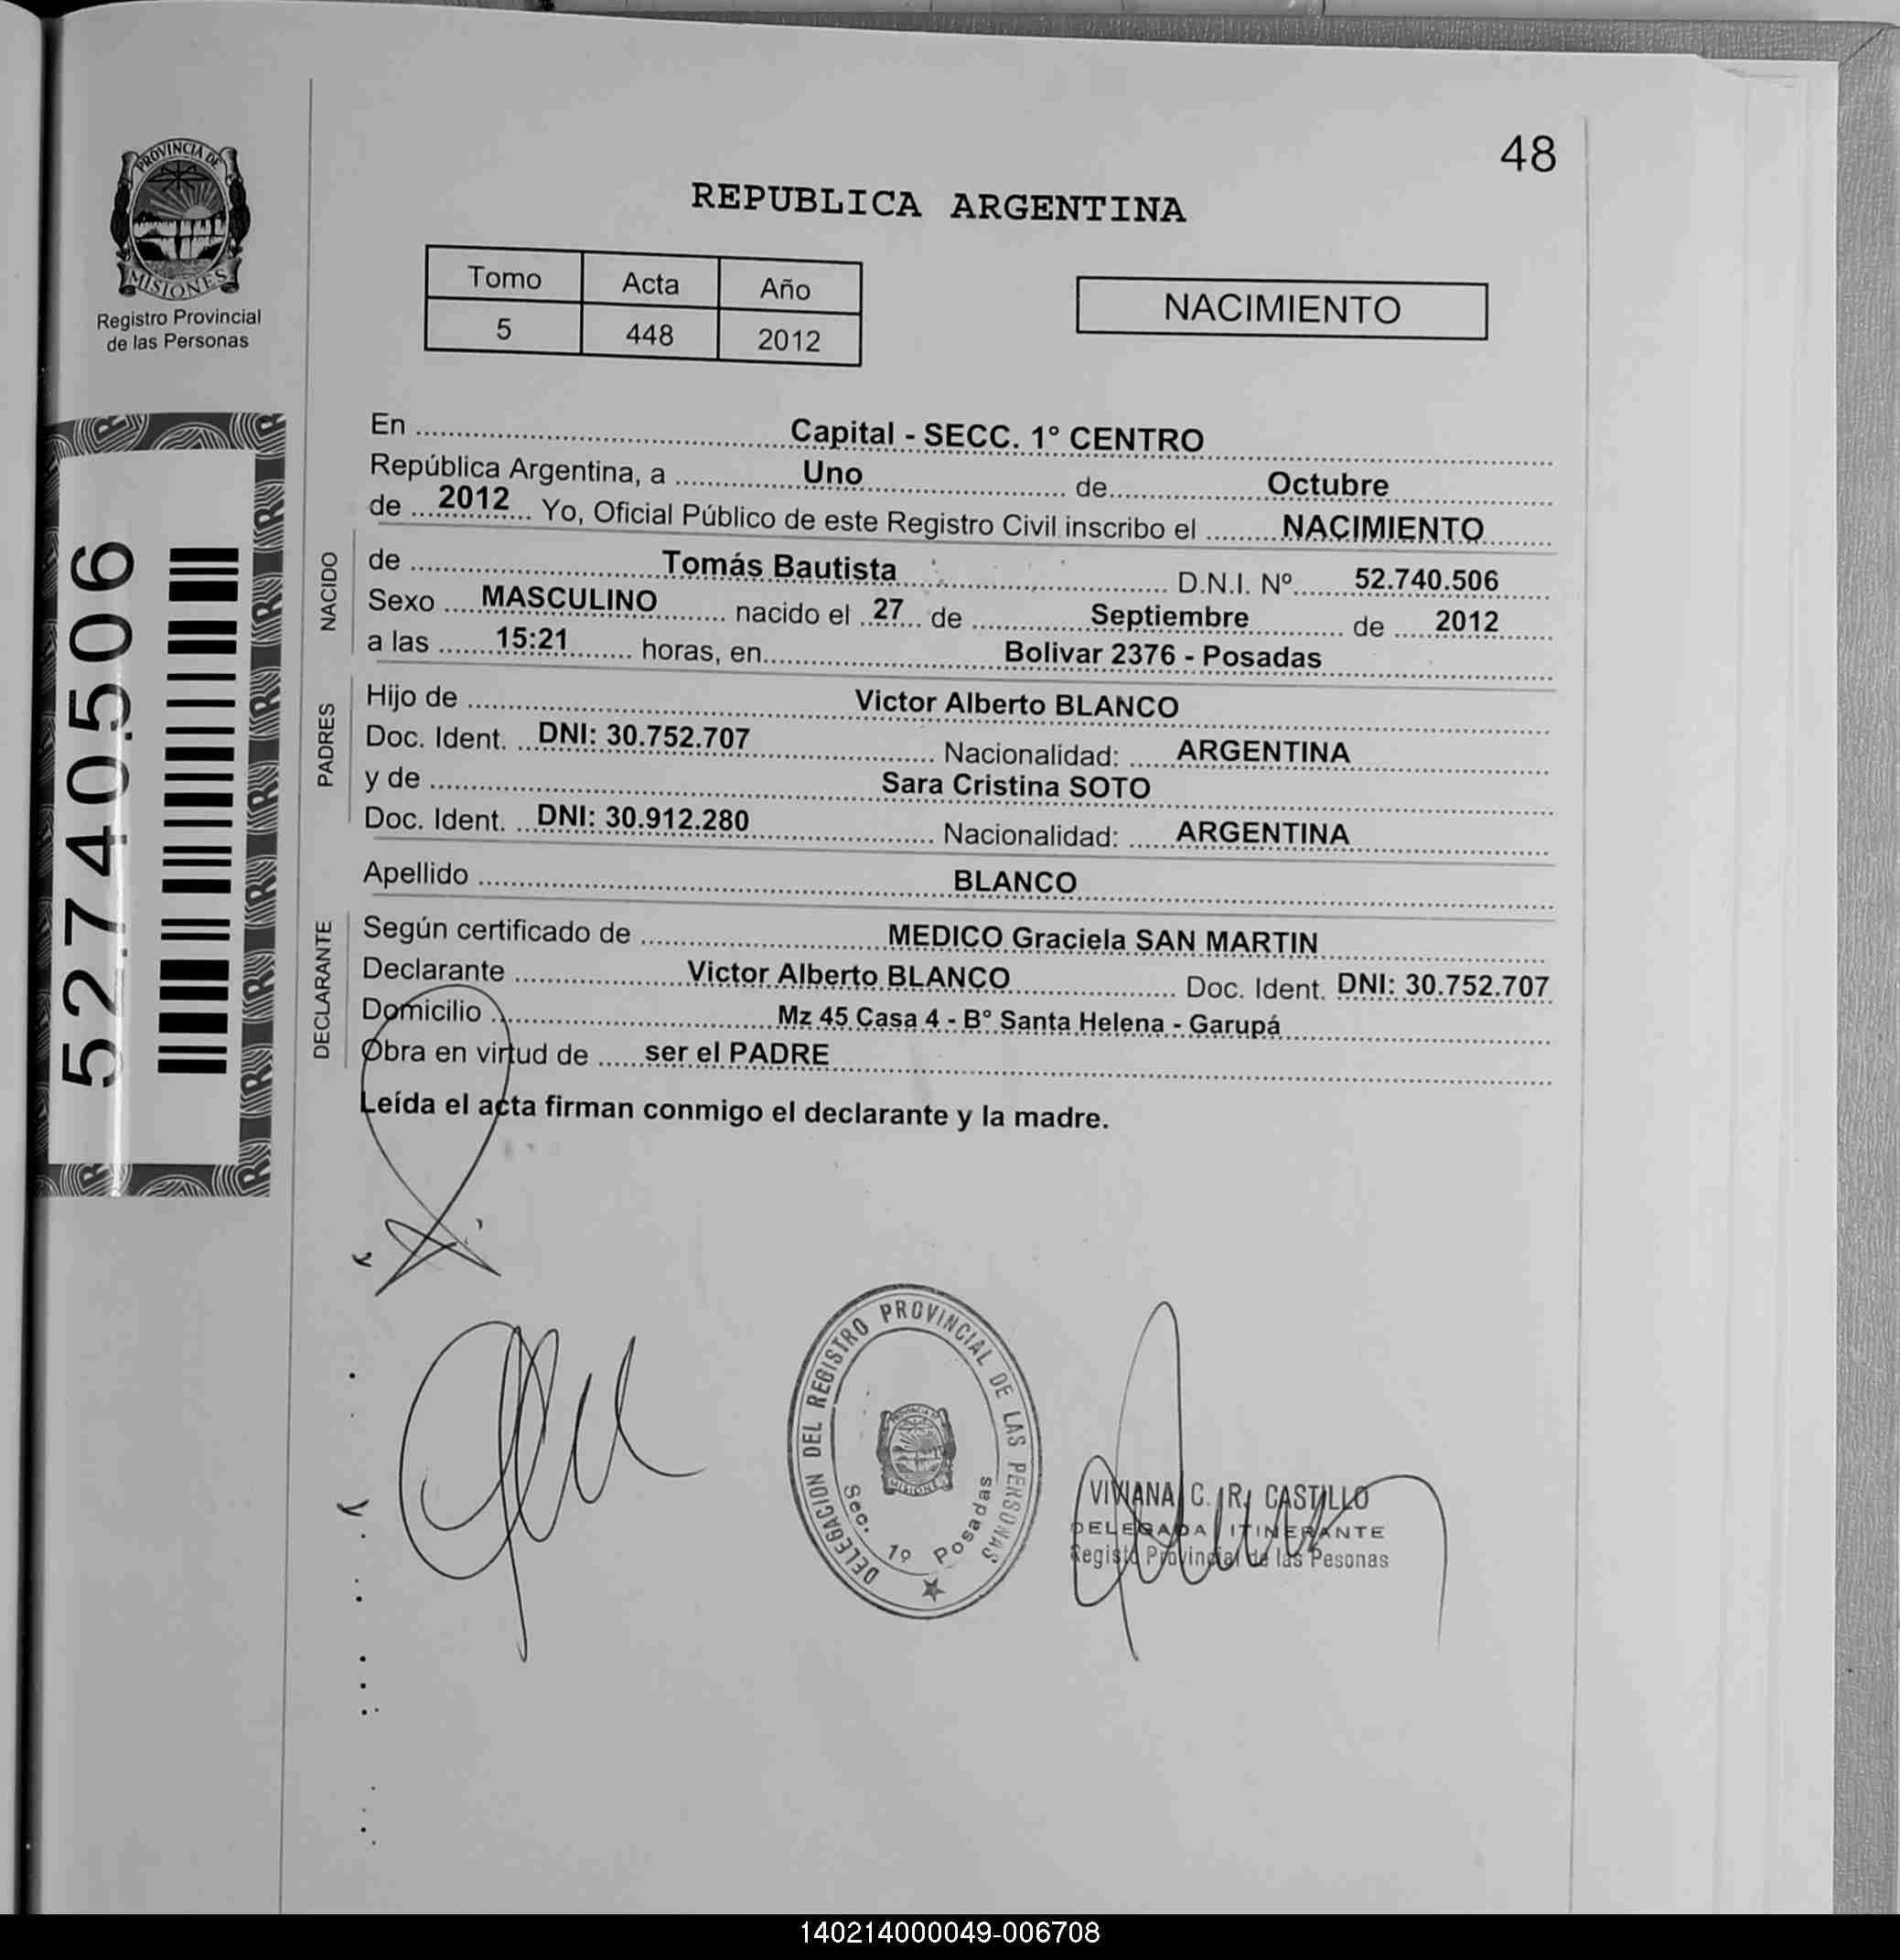 48
PROVINCIA DE
MISIONES
Registro Provincial
de las Personas
REPUBLICA ARGENTINA
Tomo Acta Año
5 448 2012
NACIMIENTO
52740506
En Capital - SECC. 1° CENTRO
República Argentina, a Uno de Octubre
de 2012 Yo, Oficial Público de este Registro Civil inscribo el NACIMIENTO
NACIDO
de Tomás Bautista D.N.I. Nº 52.740.506
Sexo MASCULINO nacido el 27 de Septiembre de 2012
a las 15:21 horas, en Bolivar 2376 - Posadas
PADRES
Hijo de Victor Alberto BLANCO
Doc. Ident. DNI: 30.752.707 Nacionalidad: ARGENTINA
y de Sara Cristina SOTO
Doc. Ident. DNI: 30.912.280 Nacionalidad: ARGENTINA
Apellido BLANCO
DECLARANTE
Según certificado de MEDICO Graciela SAN MARTIN
Declarante Victor Alberto BLANCO Doc. Ident. DNI: 30.752.707
Domicilio Mz 45 Casa 4 - B° Santa Helena - Garupá
Obra en virtud de ser el PADRE
Leída el acta firman conmigo el declarante y la madre.
DELEGACION DEL REGISTRO PROVINCIAL DE LAS PERSONAS
Sec. 1º Posadas
VIVIANA C. R. CASTILLO
DELEGADA ITINERANTE
Registo Provincial de las Pesonas
140214000049-006708